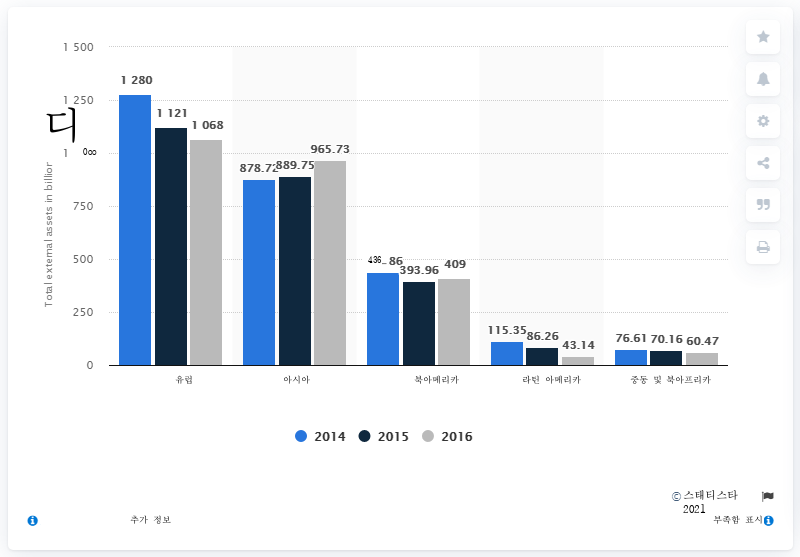 1 500
1 280
1 250
1 121
1 068
디
1 0∞
965.73
878.72
889.75
Total external assets in billior
750
500
436_ 86
393.96
409
250
115.35
86.26
43.14
76.61
70.16
60.47
0
유럽
아시아
북아메리카
라틴 아메리카
중동 및 북아프리카
2014 2015 2016
© 스태티스타
2021
추가 정보
부족함 표시